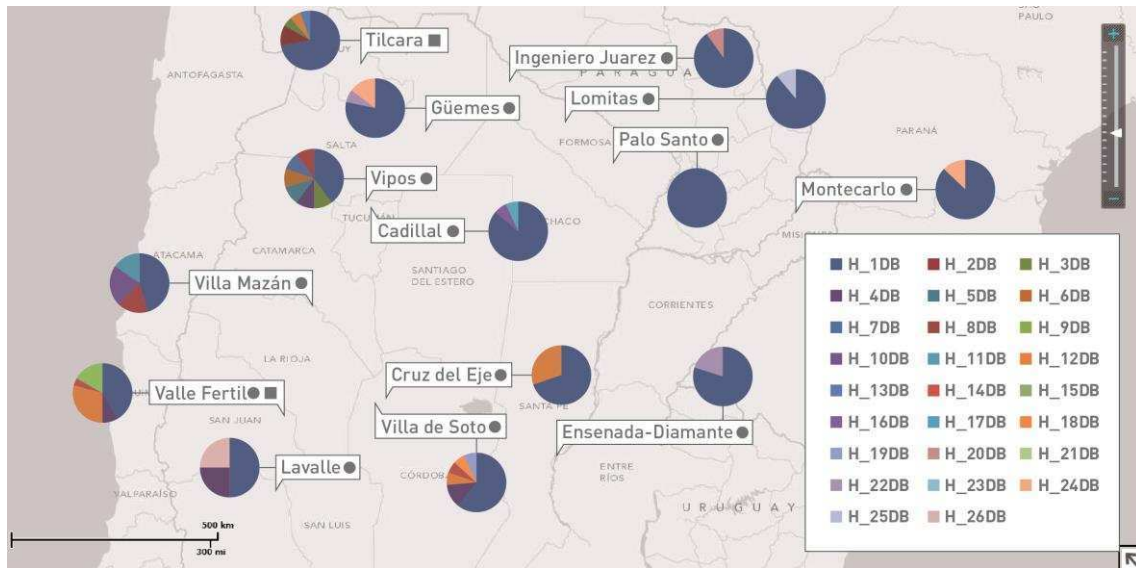 SÃO
PAULO
Tilcara
UY
ANTOFAGASTA
Ingeniero Juarez
PARAGUA
Güemes
Lomitas
SALTA
FORMOSA
PARANÁ
Palo Santo
Vipos
Montecarlo
TUCUMÁN
Cadillal
CHACO
MISIONES
ATACAMA
CATAMARCA
SANTIAGO
DEL ESTERO
Villa Mazán
CORRIENTES
LA RIOJA
Cruz del Eje
Valle Fertil
SANTA FE
SAN JUAN
Villa de Soto
Ensenada-Diamante
Lavalle
CÓRDOBA
ENTRE
RÍOS
VALPARAÍSO
SAN LUIS
URUGUAY
500 km
300 mi
H_1DB H_2DB H_3DB
H_4DB H_5DB H_6DB
H_7DB H_8DB H_9DB
H_10DB H_11DB H_12DB
H_13DB H_14DB H_15DB
H_16DB H_17DB H_18DB
H_19DB H_20DB H_21DB
H_22DB H_23DB H_24DB
H_25DB H_26DB